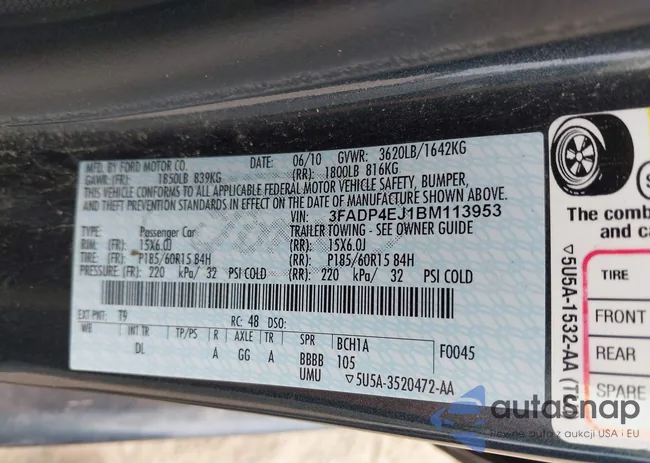 MFD. BY FORD MOTOR CO.
DATE: 06/10 GVWR: 3620LB/1642KG
GAWR: (FR): 1850LB 839KG (RR): 1800LB 816KG
THIS VEHICLE CONFORMS TO ALL APPLICABLE FEDERAL MOTOR VEHICLE SAFETY, BUMPER,
AND THEFT PREVENTION STANDARDS IN EFFECT ON THE DATE OF MANUFACTURE SHOWN ABOVE.
VIN: 3FADP4EJ1BM113953
TYPE: Passenger Car TRAILER TOWING - SEE OWNER GUIDE
RIM: (FR): 15X6.0J (RR): 15X6.0J
TIRE: (FR): P185/60R15 84H (RR): P185/60R15 84H
PRESSURE: (FR): 220 kPa/ 32 PSI COLD (RR): 220 kPa/ 32 PSI COLD
EXT PNT: T9 RC: 48 DSO:
WB INT TR TP/PS R AXLE TR SPR BCH1A F0045
DL A GG A BBBB 105
UMU ▽5U5A-3520472-AA
The comb
and ca
▽5U5A-1532-AA
TIRE
FRONT
REAR
SPARE
autoSnap
pewne auto z aukcji USA i EU